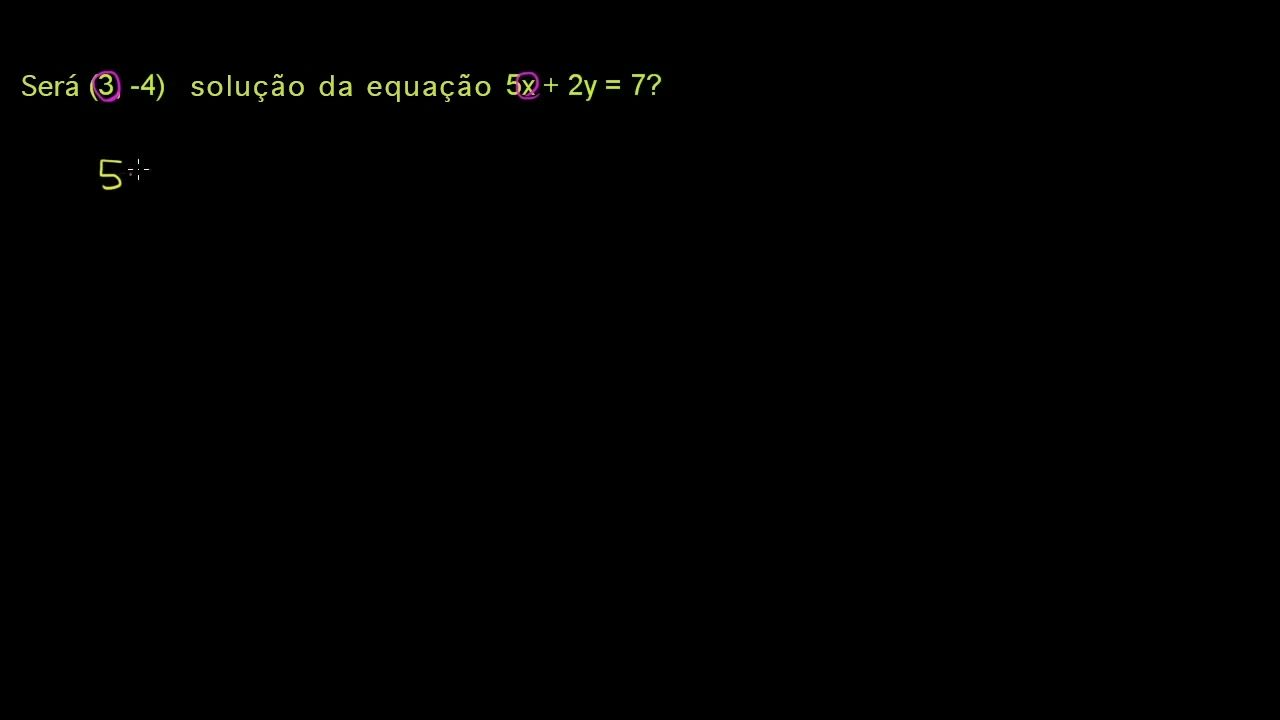 Será (3, -4) solução da equação 5x + 2y = 7?
5